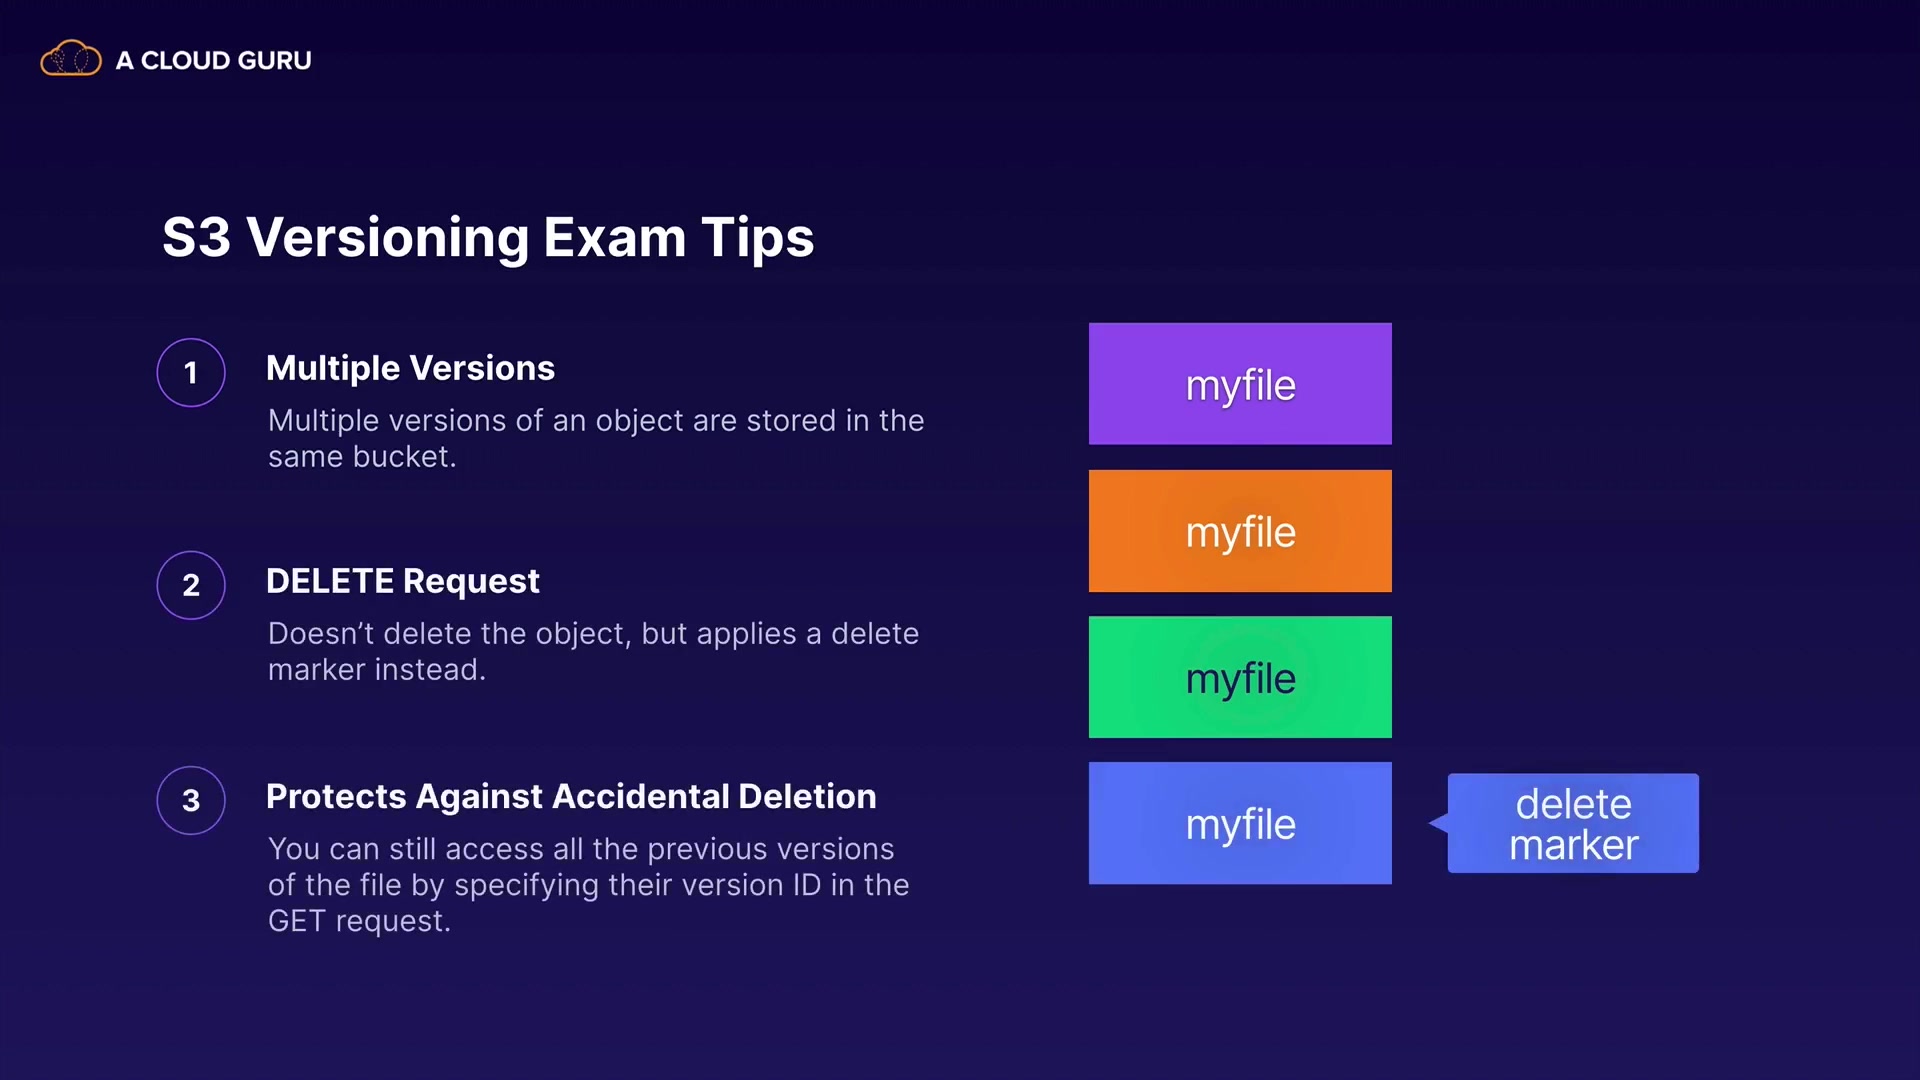 A CLOUD GURU
S3 Versioning Exam Tips
1
Multiple Versions
Multiple versions of an object are stored in the
same bucket.
2
DELETE Request
Doesn’t delete the object, but applies a delete
marker instead.
3
Protects Against Accidental Deletion
You can still access all the previous versions
of the file by specifying their version ID in the
GET request.
myfile
myfile
myfile
myfile
delete
marker